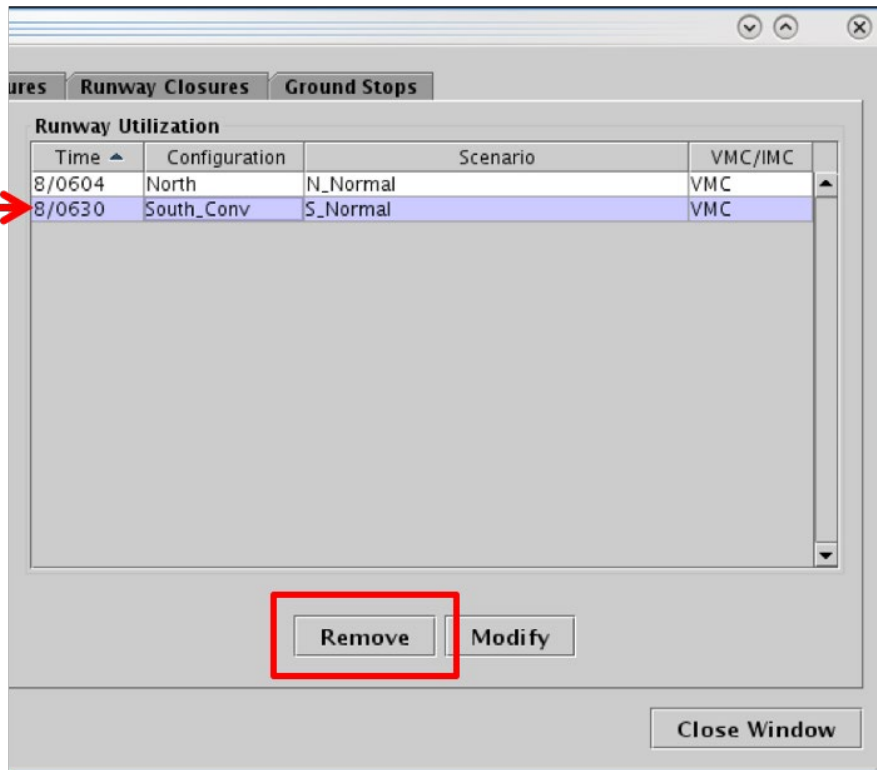 ures Runway Closures Ground Stops
Runway Utilization
Time Configuration Scenario VMC/IMC
8/0604 North N_Normal VMC
8/0630 South_Conv S_Normal VMC
Remove Modify
Close Window